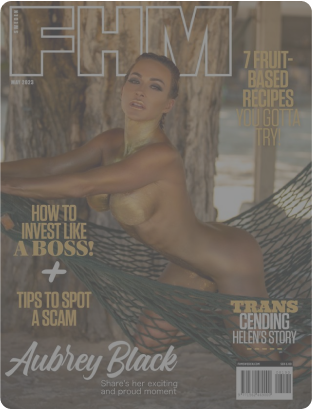 FHM
7 FRUIT-
BASED
RECIPES
YOU GOTTA
TRY!
HOW TO
INVEST LIKE
A BOSS!
+
TIPS TO SPOT
A SCAM
TRANS
CENDING
HELEN'S STORY
Aubrey Black
Share's her exciting
and proud moment